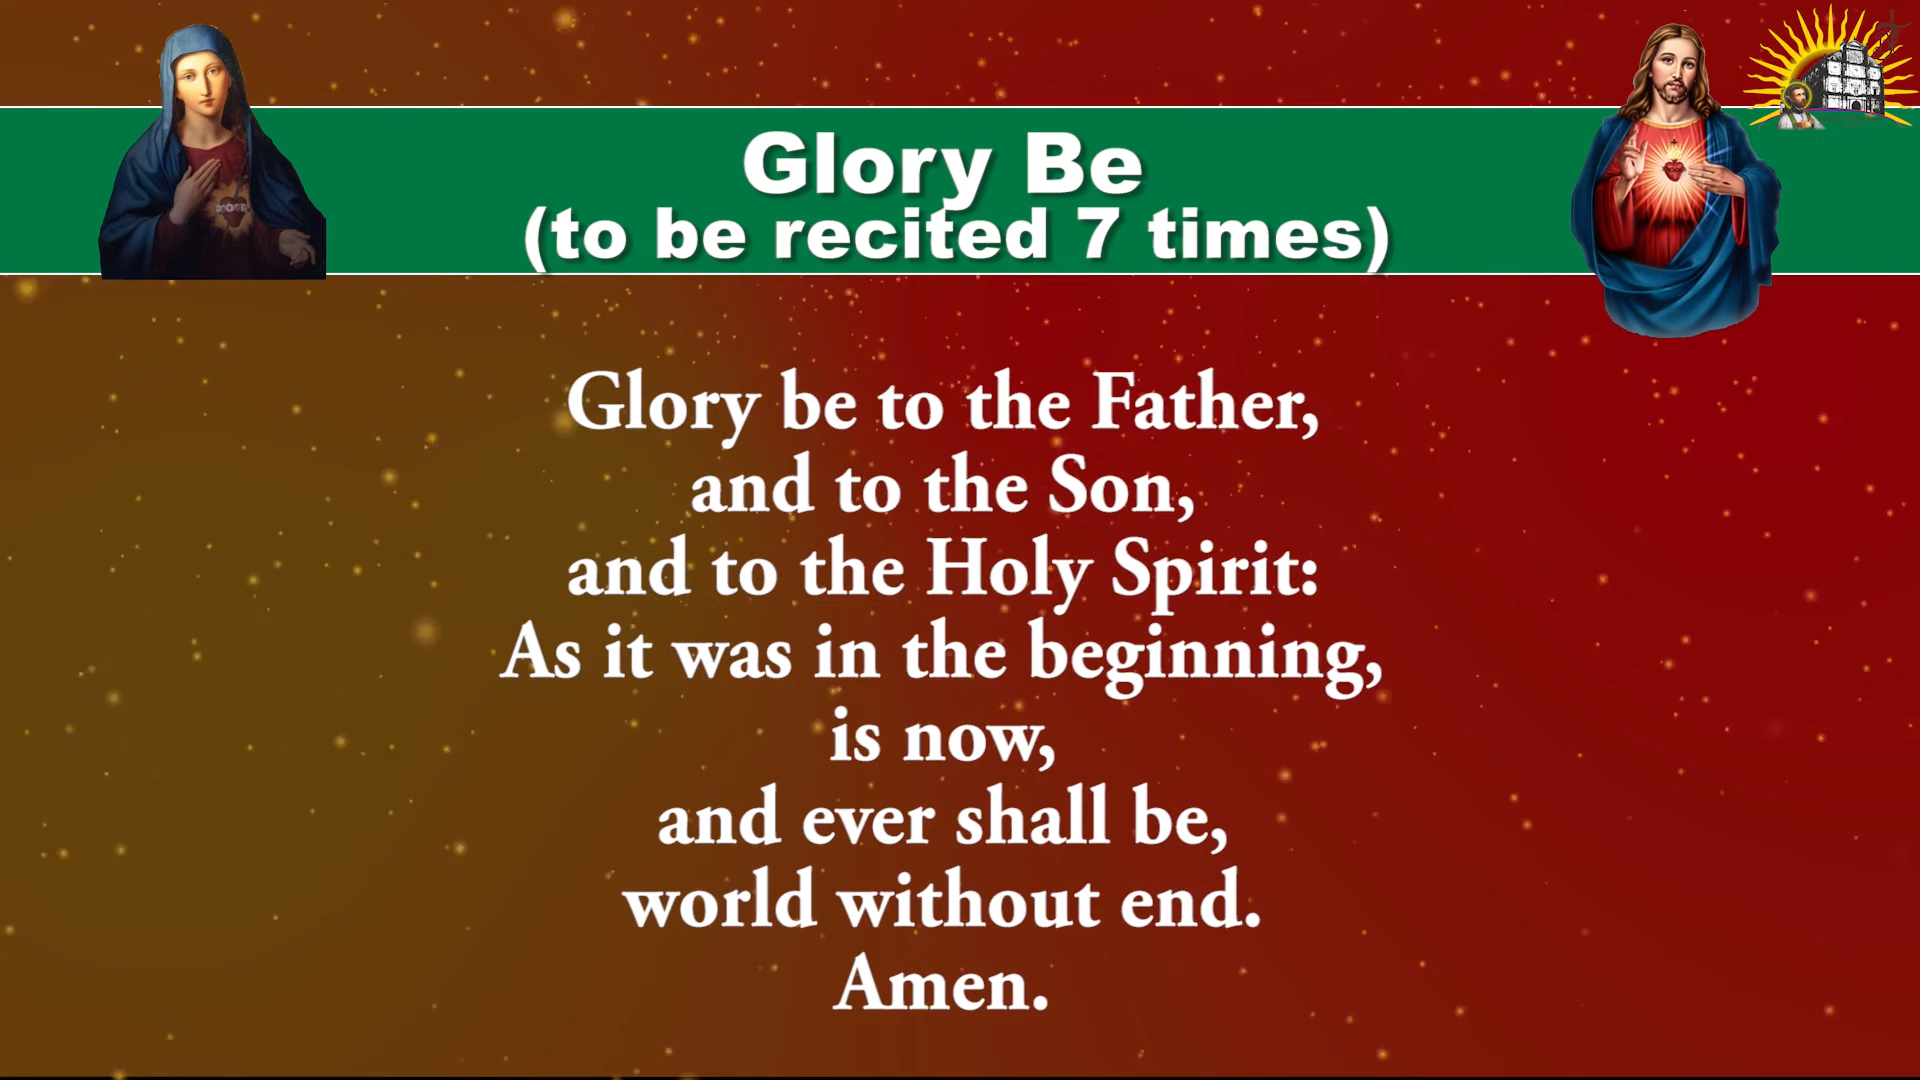 Glory Be
(to be recited 7 times)
Glory be to the Father,
and to the Son,
and to the Holy Spirit:
As it was in the beginning,
is now,
and ever shall be,
world without end.
Amen.